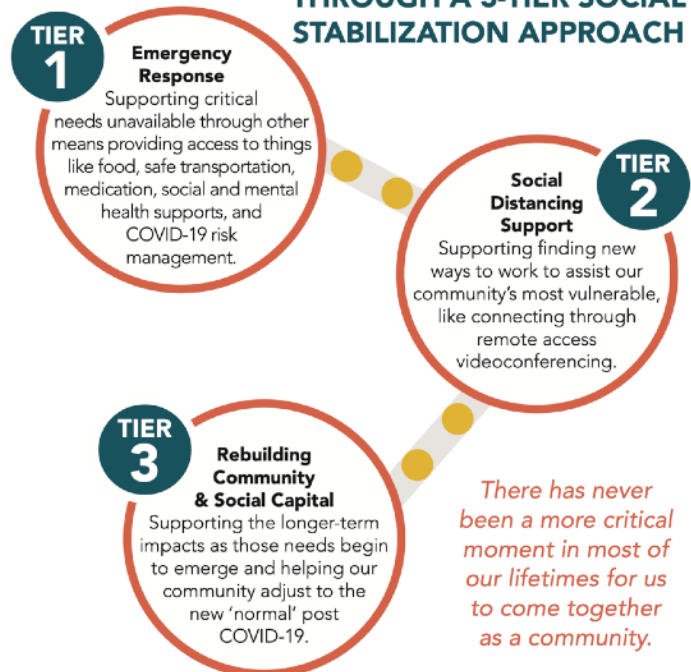 THROUGH A 3-TIER SOCIAL
STABILIZATION APPROACH
TIER
1
Emergency
Response
Supporting critical
needs unavailable through other
means providing access to things
like food, safe transportation,
medication, social and mental
health supports, and
COVID-19 risk
management.
TIER
2
Social
Distancing
Support
Supporting finding new
ways to work to assist our
community's most vulnerable,
like connecting through
remote access
videoconferencing.
TIER
3
Rebuilding
Community
& Social Capital
Supporting the longer-term
impacts as those needs begin
to emerge and helping our
community adjust to the
new 'normal' post
COVID-19.
There has never
been a more critical
moment in most of
our lifetimes for us
to come together
as a community.